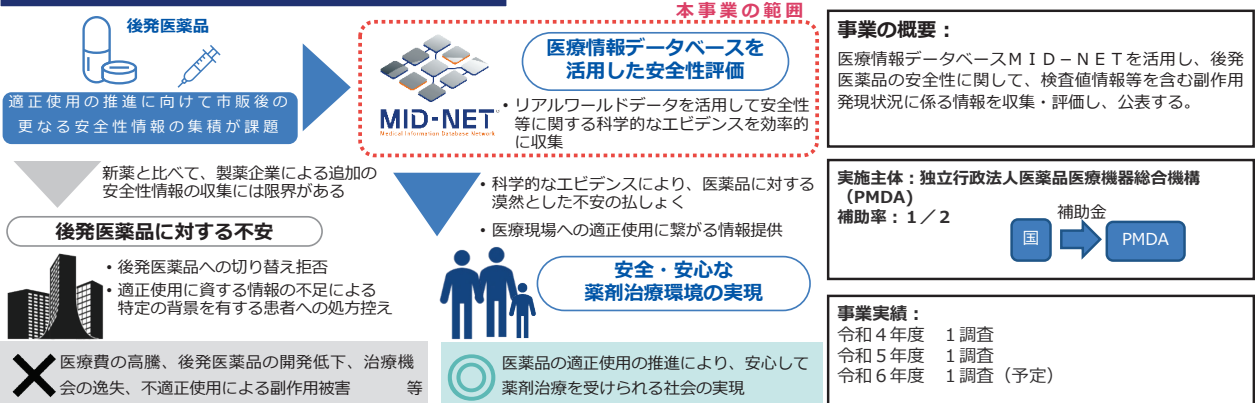 本事業の範囲
後発医薬品
適正使用の推進に向けて市販後の
更なる安全性情報の集積が課題
MID-NET
Medical Information Database Network
医療情報データベースを
活用した安全性評価
・リアルワールドデータを活用して安全性
等に関する科学的なエビデンスを効率的
に収集
新薬と比べて、製薬企業による追加の
安全性情報の収集には限界がある
後発医薬品に対する不安
・後発医薬品への切り替え拒否
・適正使用に資する情報の不足による
特定の背景を有する患者への処方控え
医療費の高騰、後発医薬品の開発低下、治療機
会の逸失、不適正使用による副作用被害 等
・科学的なエビデンスにより、医薬品に対する
漠然とした不安の払しょく
・医療現場への適正使用に繋がる情報提供
安全・安心な
薬剤治療環境の実現
医薬品の適正使用の推進により、安心して
薬剤治療を受けられる社会の実現
事業の概要：
医療情報データベースＭＩＤ－ＮＥＴを活用し、後発
医薬品の安全性に関して、検査値情報等を含む副作用
発現状況に係る情報を収集・評価し、公表する。
実施主体：独立行政法人医薬品医療機器総合機構
（PMDA)
補助率：１／２
補助金
国
PMDA
事業実績：
令和４年度 １調査
令和５年度 １調査
令和６年度 １調査（予定）